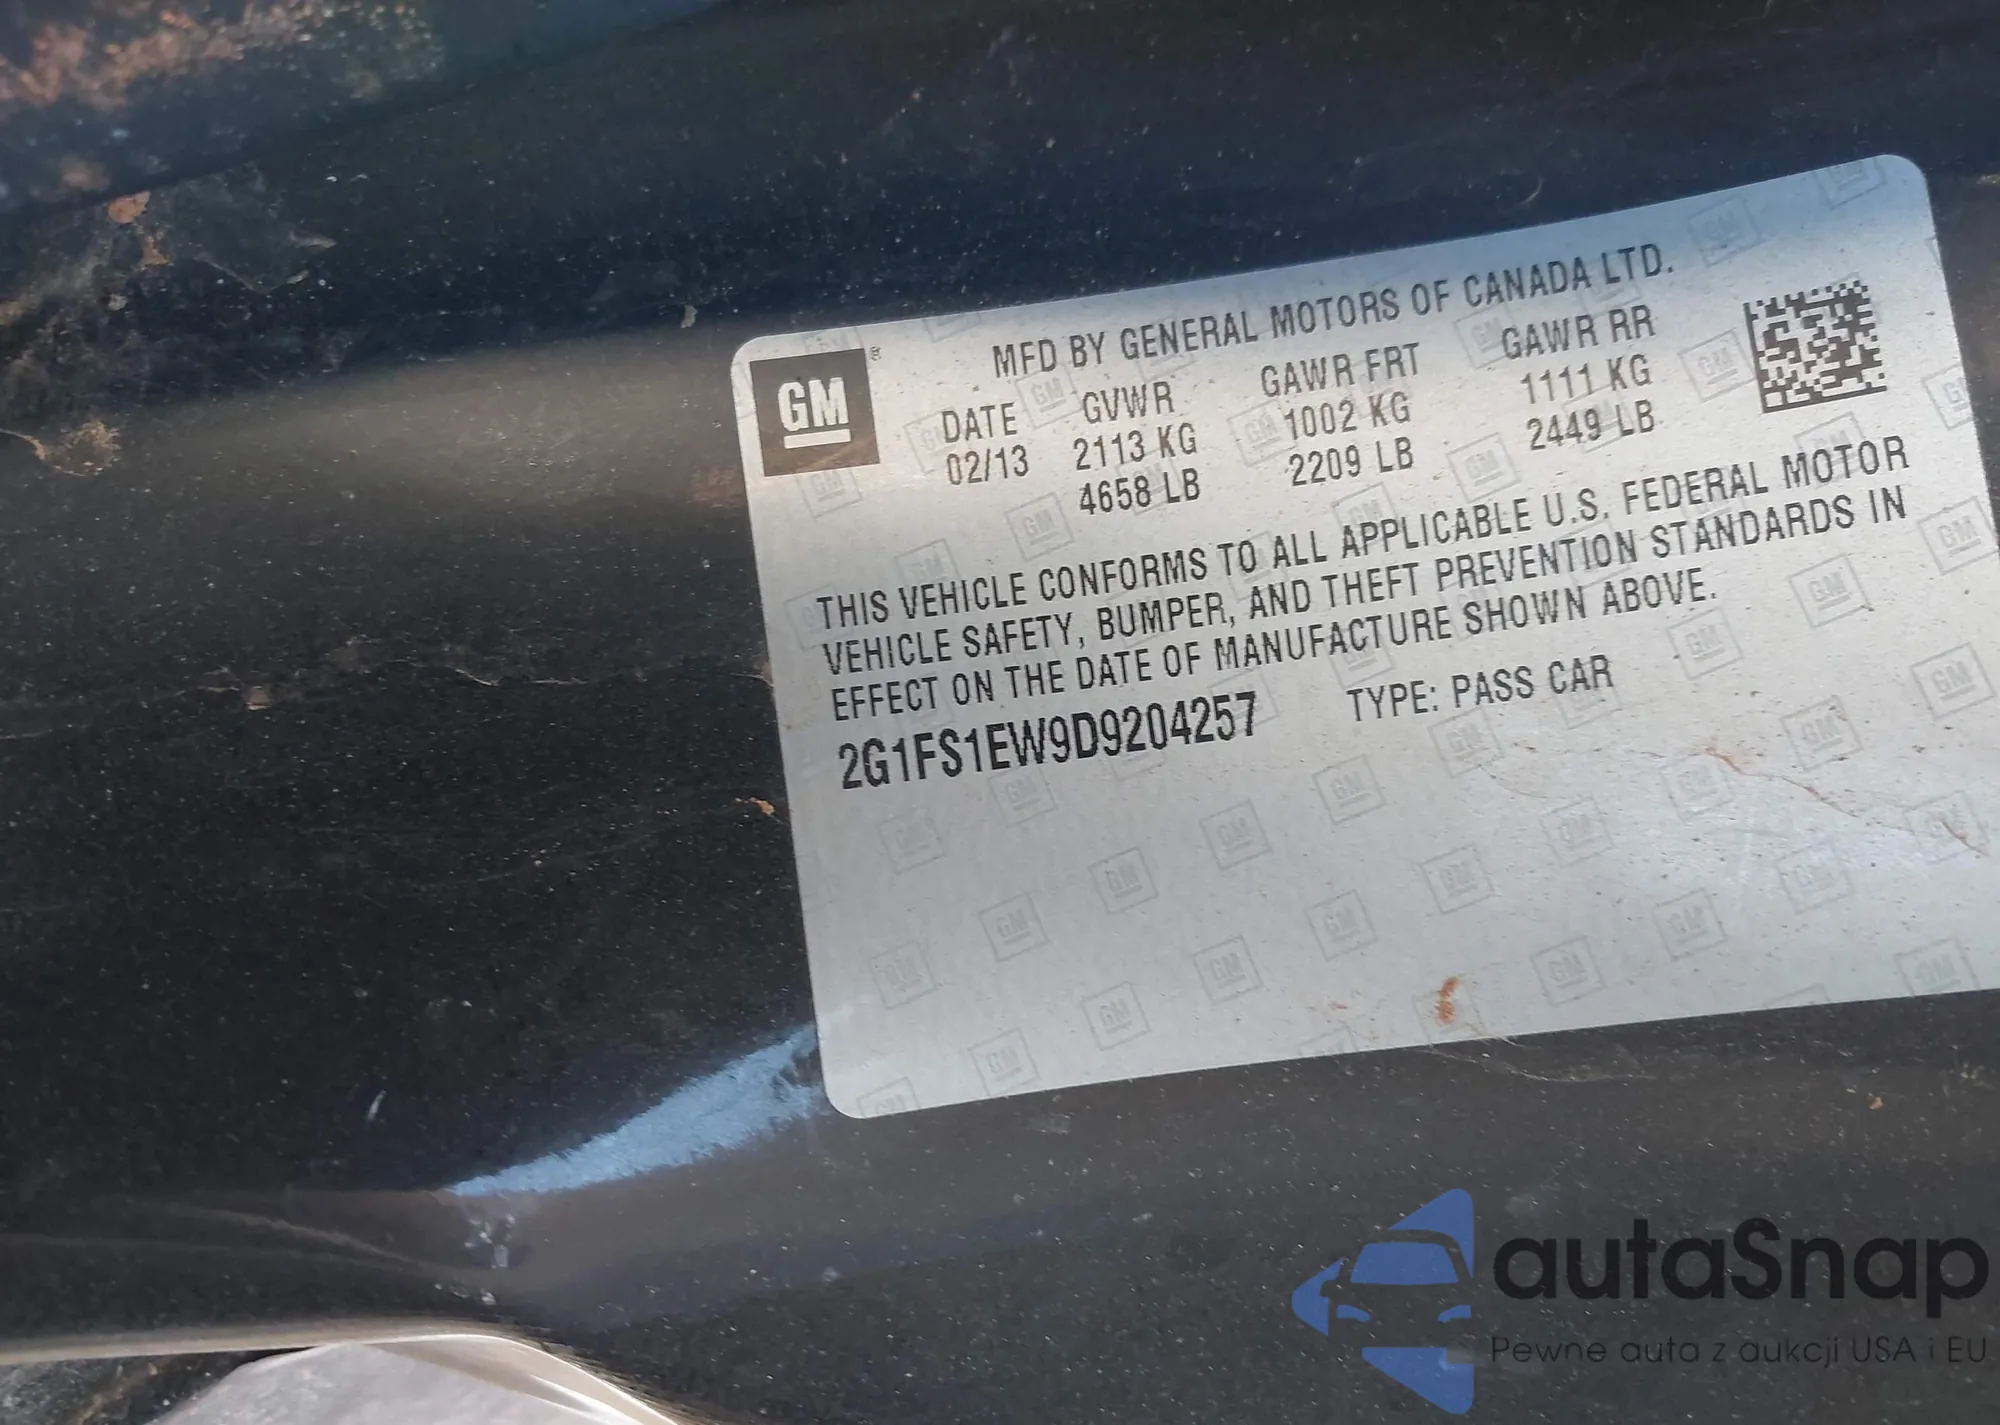 GM ®
MFD BY GENERAL MOTORS OF CANADA LTD.
DATE GVWR GAWR FRT GAWR RR
02/13 2113 KG 1002 KG 1111 KG
4658 LB 2209 LB 2449 LB
THIS VEHICLE CONFORMS TO ALL APPLICABLE U.S. FEDERAL MOTOR
VEHICLE SAFETY, BUMPER, AND THEFT PREVENTION STANDARDS IN
EFFECT ON THE DATE OF MANUFACTURE SHOWN ABOVE.
2G1FS1EW9D9204257 TYPE: PASS CAR
autaSnap
Pewne auta z aukcji USA i EU